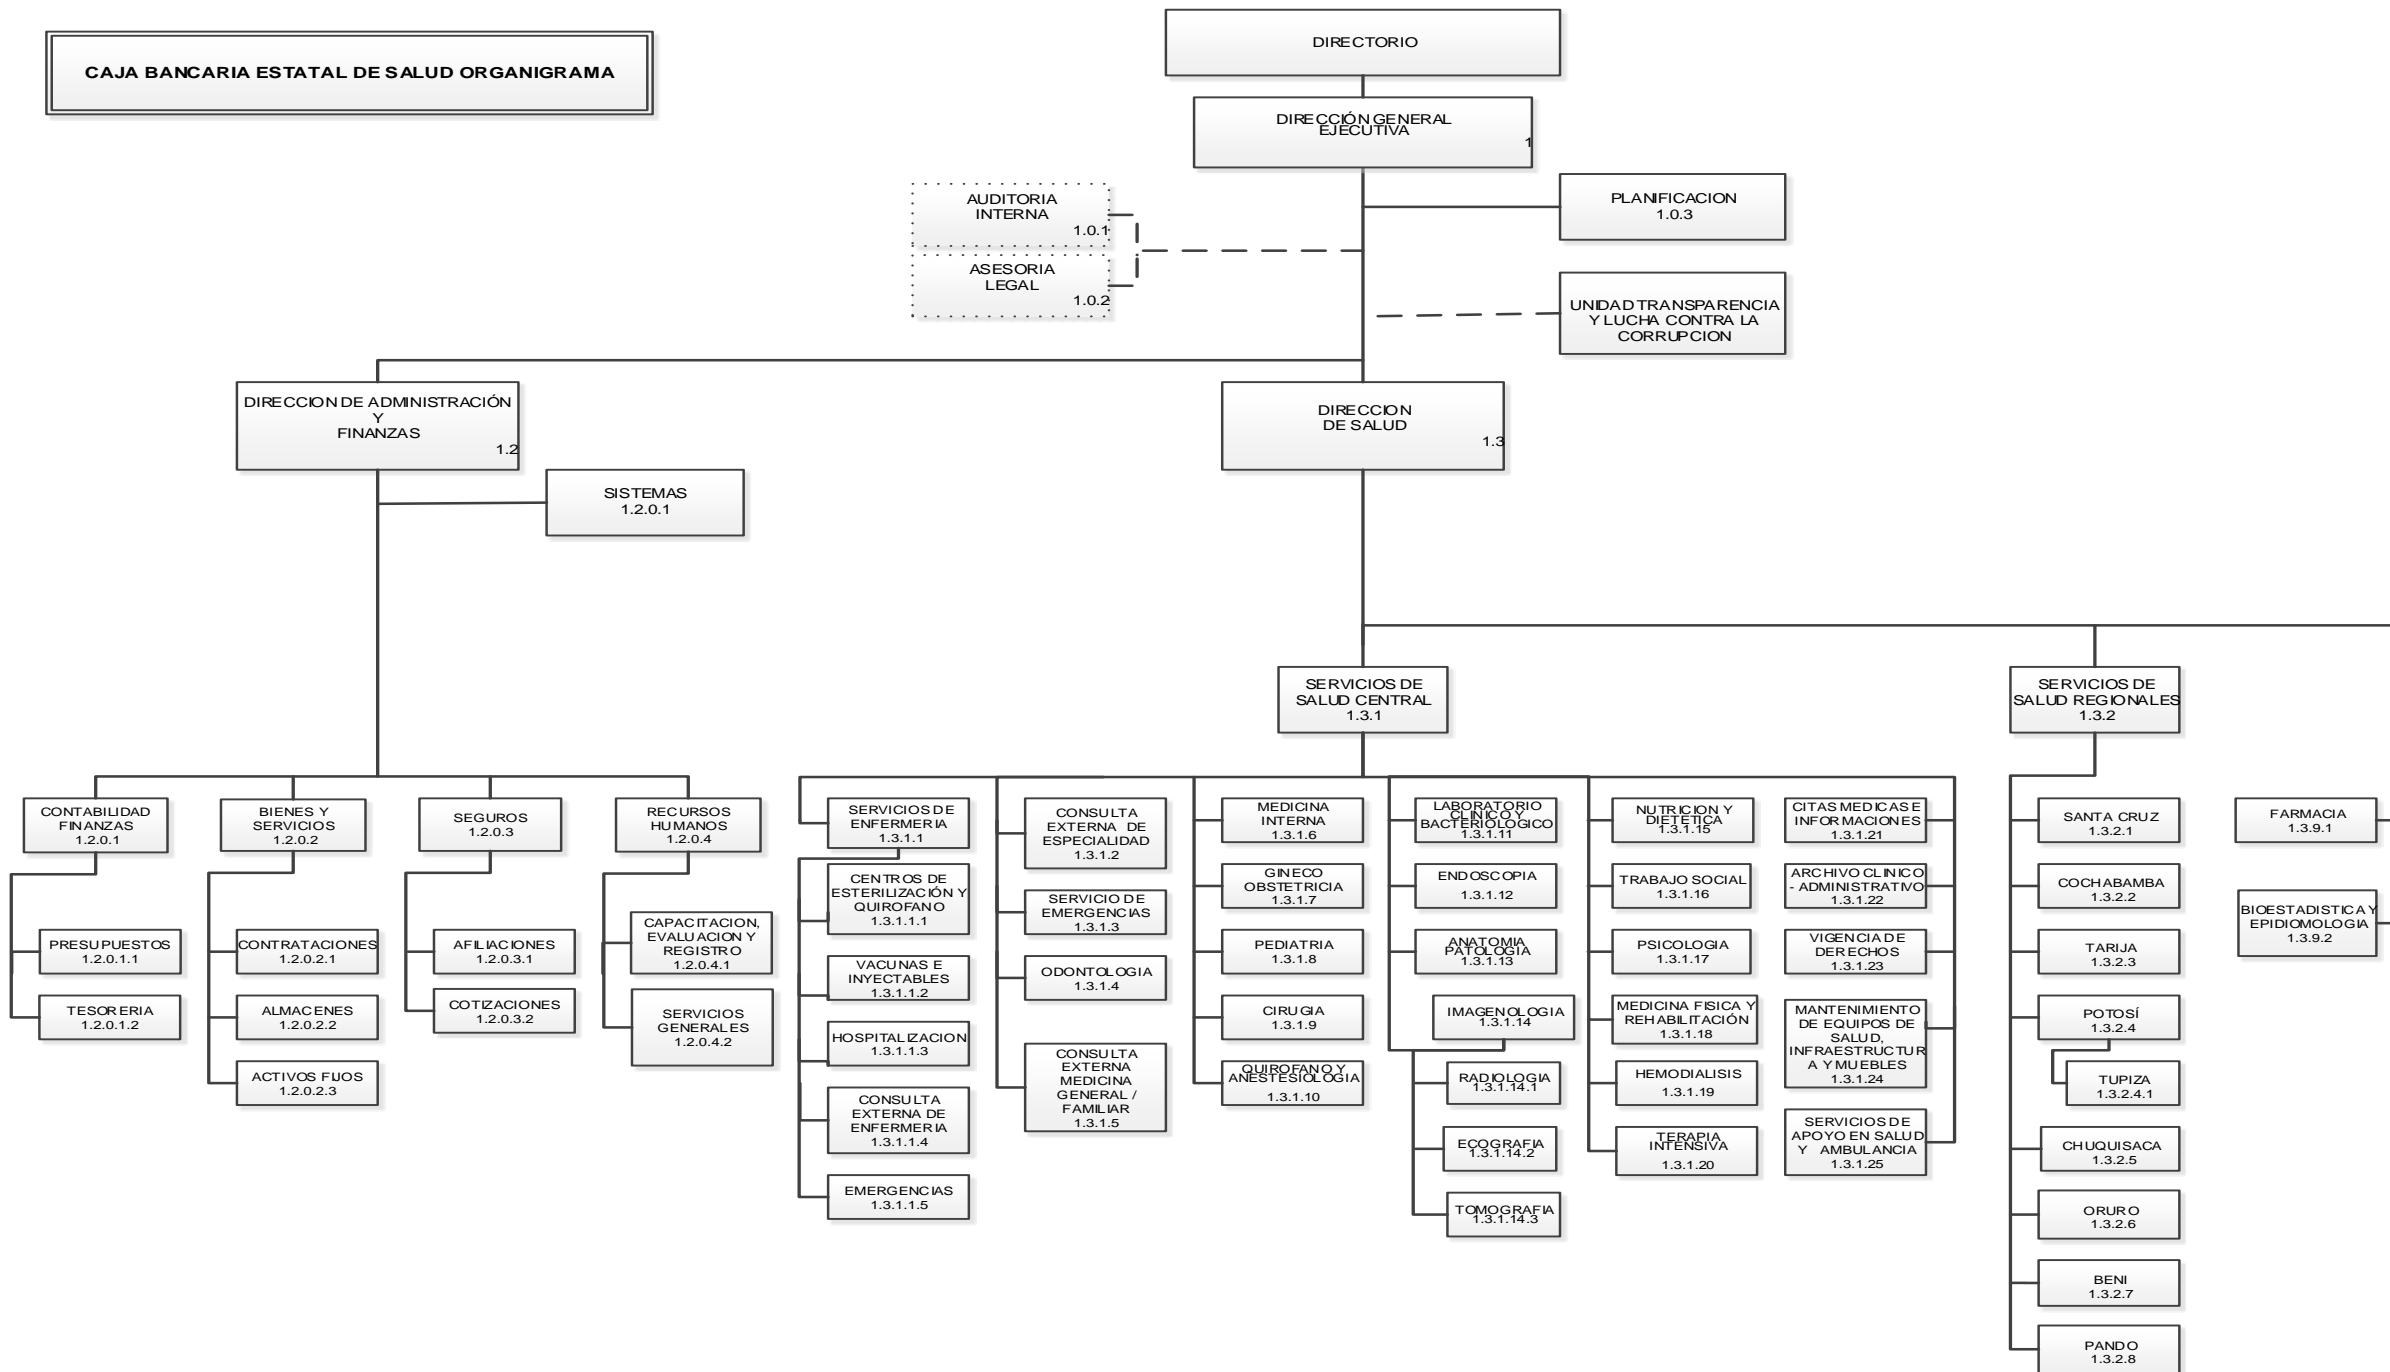 CAJA BANCARIA ESTATAL DE SALUD ORGANIGRAMA
DIRECTORIO
DIRECCIÓN GENERAL
EJECUTIVA
1
AUDITORIA
INTERNA
1.0.1
ASESORIA
LEGAL
1.0.2
PLANIFICACION
1.0.3
UNIDAD TRANSPARENCIA
Y LUCHA CONTRA LA
CORRUPCION
DIRECCION DE ADMINISTRACIÓN
Y
FINANZAS
1.2
DIRECCION
DE SALUD
1.3
SISTEMAS
1.2.0.1
SERVICIOS DE
SALUD CENTRAL
1.3.1
SERVICIOS DE
SALUD REGIONALES
1.3.2
CONTABILIDAD
FINANZAS
1.2.0.1
PRESUPUESTOS
1.2.0.1.1
TESORERIA
1.2.0.1.2
BIENES Y
SERVICIOS
1.2.0.2
CONTRATACIONES
1.2.0.2.1
ALMACENES
1.2.0.2.2
ACTIVOS FIJOS
1.2.0.2.3
SEGUROS
1.2.0.3
AFILIACIONES
1.2.0.3.1
COTIZACIONES
1.2.0.3.2
RECURSOS
HUMANOS
1.2.0.4
CAPACITACION,
EVALUACION Y
REGISTRO
1.2.0.4.1
SERVICIOS
GENERALES
1.2.0.4.2
SERVICIOS DE
ENFERMERIA
1.3.1.1
CENTROS DE
ESTERILIZACIÓN Y
QUIROFANO
1.3.1.1.1
VACUNAS E
INYECTABLES
1.3.1.1.2
HOSPITALIZACION
1.3.1.1.3
CONSULTA
EXTERNA DE
ENFERMERIA
1.3.1.1.4
EMERGENCIAS
1.3.1.1.5
CONSULTA
EXTERNA DE
ESPECIALIDAD
1.3.1.2
SERVICIO DE
EMERGENCIAS
1.3.1.3
ODONTOLOGIA
1.3.1.4
CONSULTA
EXTERNA
MEDICINA
GENERAL /
FAMILIAR
1.3.1.5
MEDICINA
INTERNA
1.3.1.6
GINECO
OBSTETRICIA
1.3.1.7
PEDIATRIA
1.3.1.8
CIRUGIA
1.3.1.9
QUIROFANO Y
ANESTESIOLOGIA
1.3.1.10
LABORATORIO
CLINICO Y
BACTERIOLOGICO
1.3.1.11
ENDOSCOPIA
1.3.1.12
ANATOMIA
PATOLOGIA
1.3.1.13
IMAGENOLOGIA
1.3.1.14
RADIOLOGIA
1.3.1.14.1
ECOGRAFIA
1.3.1.14.2
TOMOGRAFIA
1.3.1.14.3
NUTRICION Y
DIETETICA
1.3.1.15
TRABAJO SOCIAL
1.3.1.16
PSICOLOGIA
1.3.1.17
MEDICINA FISICA Y
REHABILITACIÓN
1.3.1.18
HEMODIALISIS
1.3.1.19
TERAPIA
INTENSIVA
1.3.1.20
CITAS MEDICAS E
INFORMACIONES
1.3.1.21
ARCHIVO CLINICO
- ADMINISTRATIVO
1.3.1.22
VIGENCIA DE
DERECHOS
1.3.1.23
MANTENIMIENTO
DE EQUIPOS DE
SALUD,
INFRAESTRUCTUR
A Y MUEBLES
1.3.1.24
SERVICIOS DE
APOYO EN SALUD
Y AMBULANCIA
1.3.1.25
SANTA CRUZ
1.3.2.1
COCHABAMBA
1.3.2.2
TARIJA
1.3.2.3
POTOSÍ
1.3.2.4
TUPIZA
1.3.2.4.1
CHUQUISACA
1.3.2.5
ORURO
1.3.2.6
BENI
1.3.2.7
PANDO
1.3.2.8
FARMACIA
1.3.9.1
BIOESTADISTICA Y
EPIDIOMOLOGIA
1.3.9.2